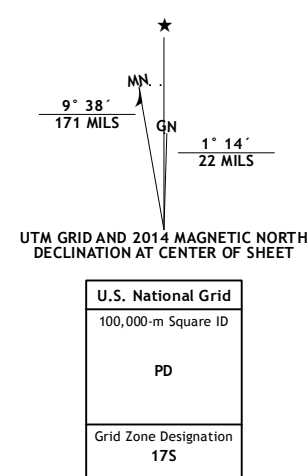 MN
9° 38´
171 MILS
GN
1° 14´
22 MILS
UTM GRID AND 2014 MAGNETIC NORTH
DECLINATION AT CENTER OF SHEET
U.S. National Grid
100,000-m Square ID
PD
Grid Zone Designation
17S